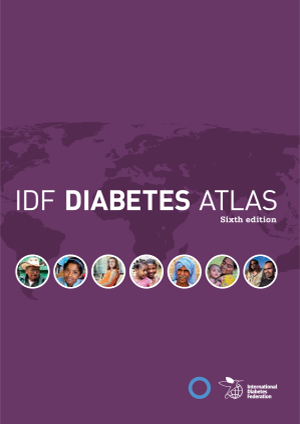 IDF DIABETES ATLAS
Sixth edition
International
Diabetes
Federation